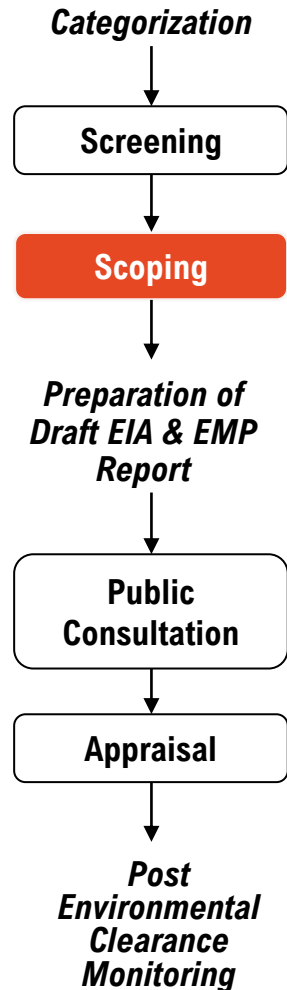 Categorization
Screening
Scoping
Preparation of
Draft EIA & EMP
Report
Public
Consultation
Appraisal
Post
Environmental
Clearance
Monitoring